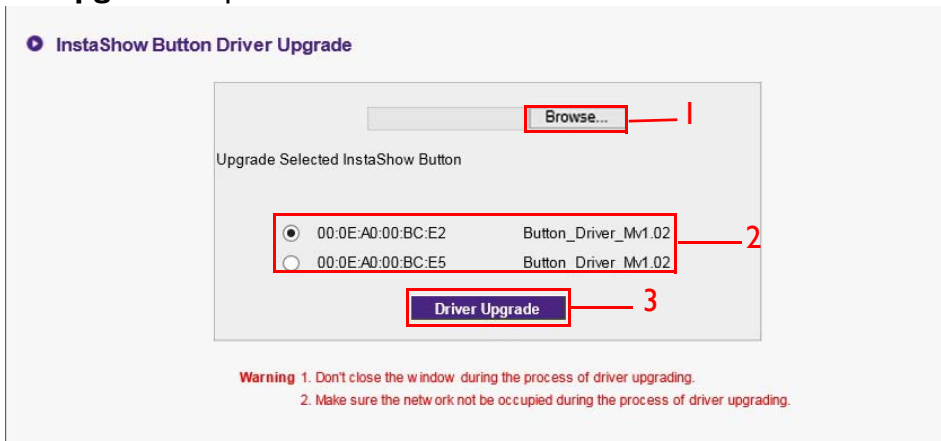 InstaShow Button Driver Upgrade
Browse... 1
Upgrade Selected InstaShow Button
00:0E:A0:00:BC:E2 Button_Driver_Mv1.02 2
00:0E:A0:00:BC:E5 Button_Driver_Mv1.02
Driver Upgrade 3
Warning 1. Don't close the window during the process of driver upgrading.
2. Make sure the network not be occupied during the process of driver upgrading.